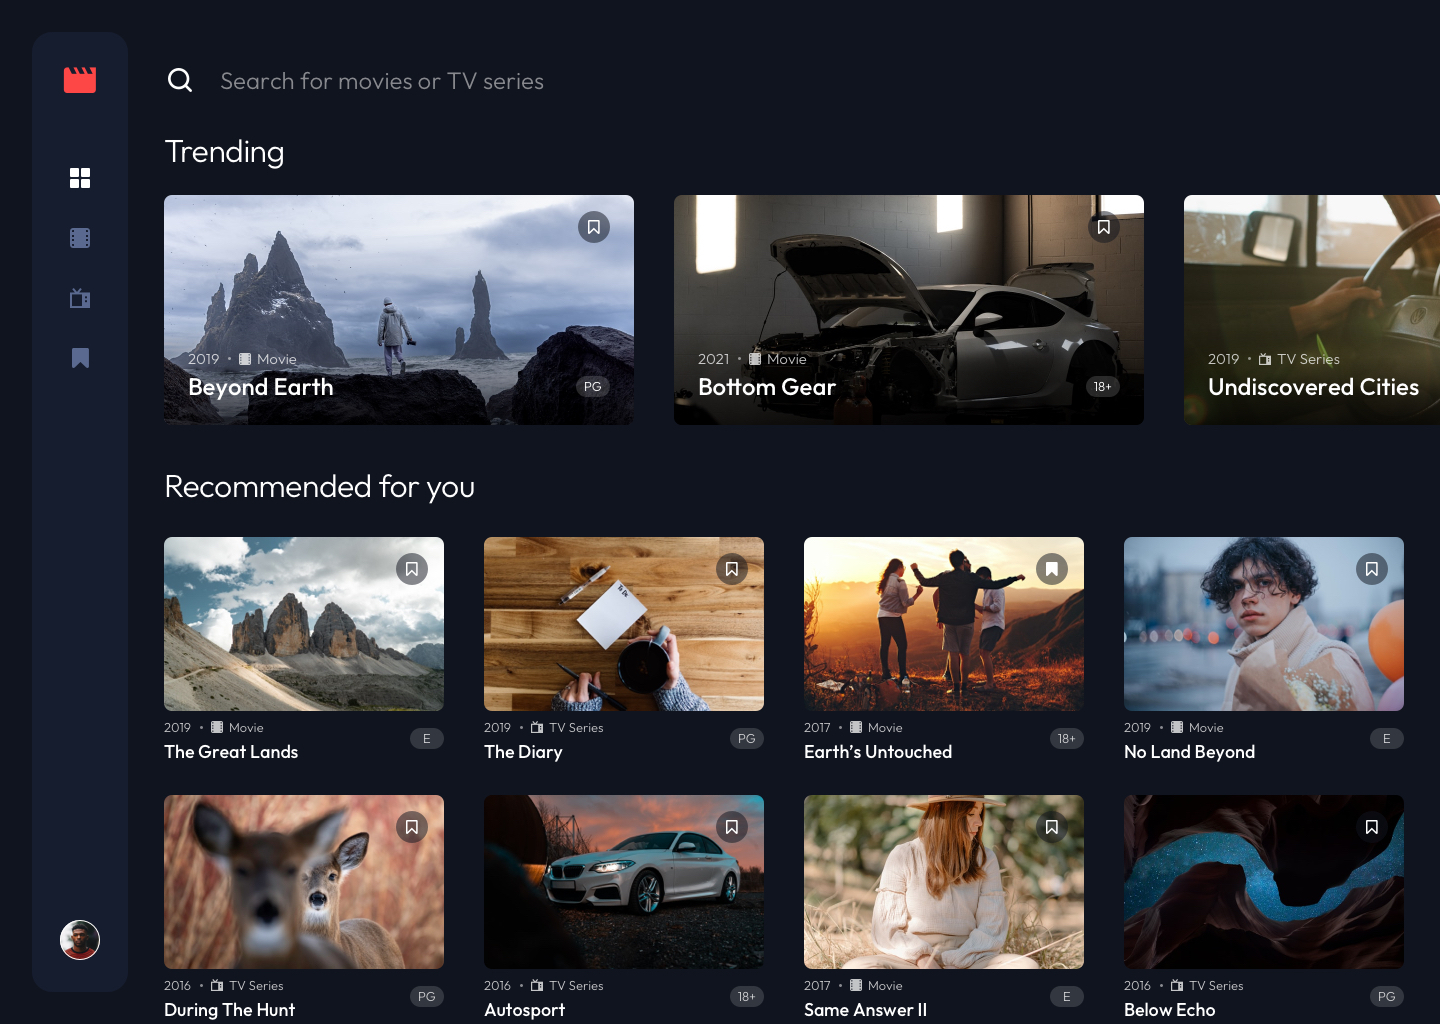 Search for movies or TV series
Trending
2019 • Movie
Beyond Earth
PG
2021 • Movie
Bottom Gear
18+
2019 • TV Series
Undiscovered Cities
Recommended for you
2019 • Movie
The Great Lands
E
2019 • TV Series
The Diary
PG
2017 • Movie
Earth’s Untouched
18+
2019 • Movie
No Land Beyond
E
2016 • TV Series
During The Hunt
PG
2016 • TV Series
Autosport
18+
2017 • Movie
Same Answer II
E
2016 • TV Series
Below Echo
PG